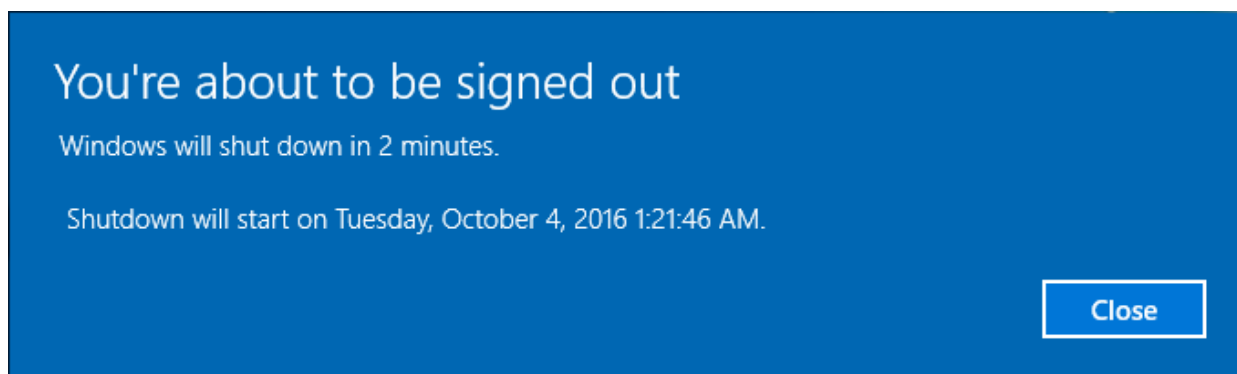 You're about to be signed out
Windows will shut down in 2 minutes.
Shutdown will start on Tuesday, October 4, 2016 1:21:46 AM.
Close